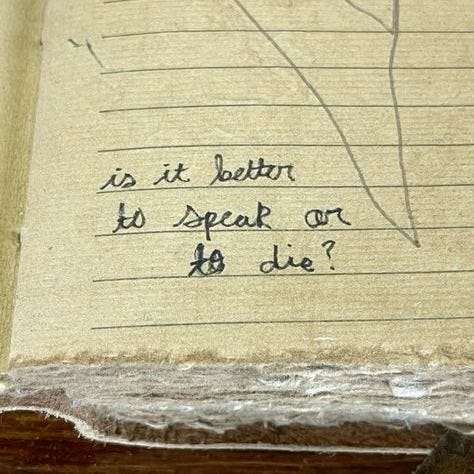 is it better
to speak or
to die?